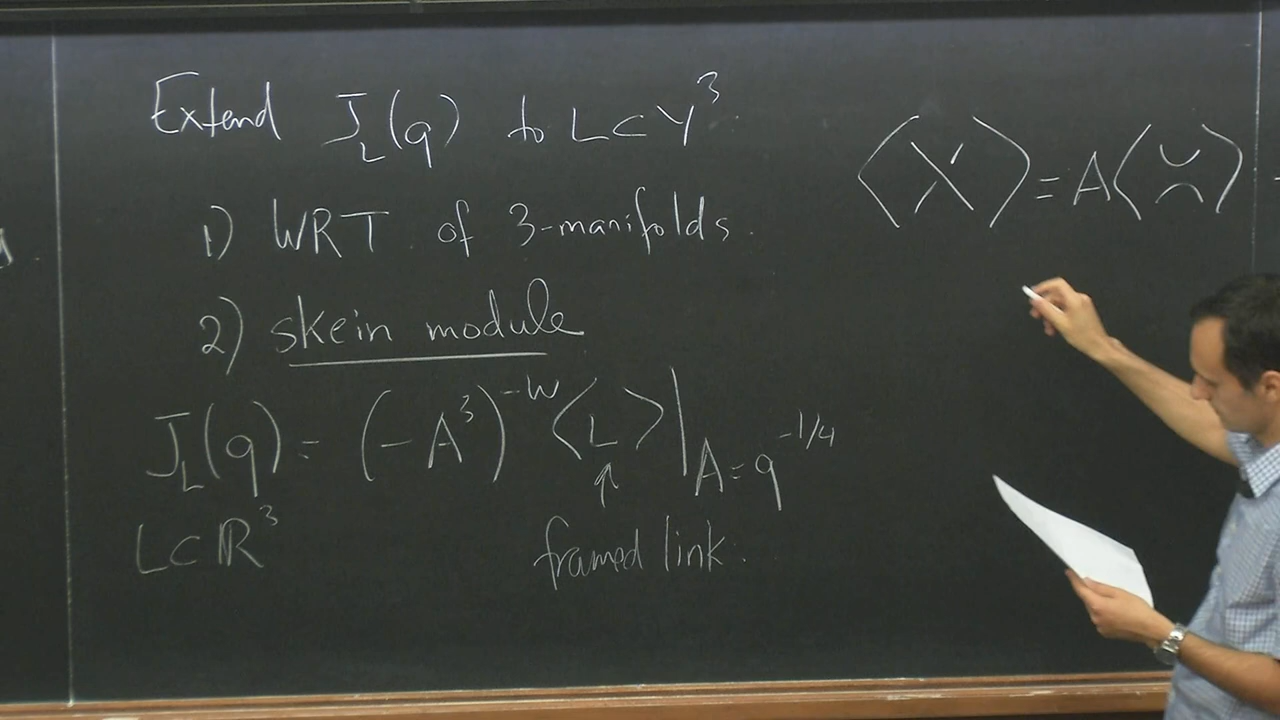 Extend J_L(q) to L⊂Y³
1) WRT of 3-manifolds.
2) skein module
J_L(q) = (-A³)^{-w} ⟨L⟩|_{A=q^{-1/4}}
↑
L⊂ℝ³
framed link.
⟨X⟩ = A⟨≍⟩